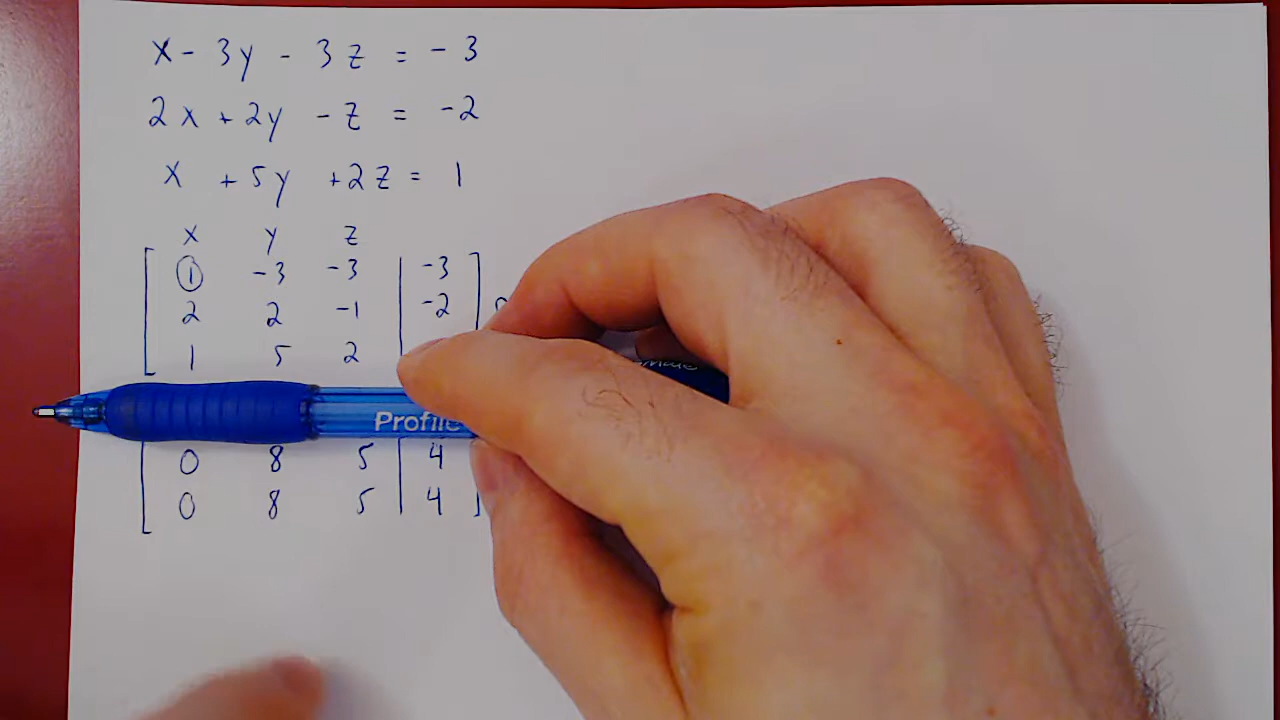 x - 3y - 3z = -3
2x + 2y - z = -2
x + 5y + 2z = 1
x y z
1 -3 -3 -3
2 2 -1 -2
1 5 2
Profile
0 8 5 4
0 8 5 4